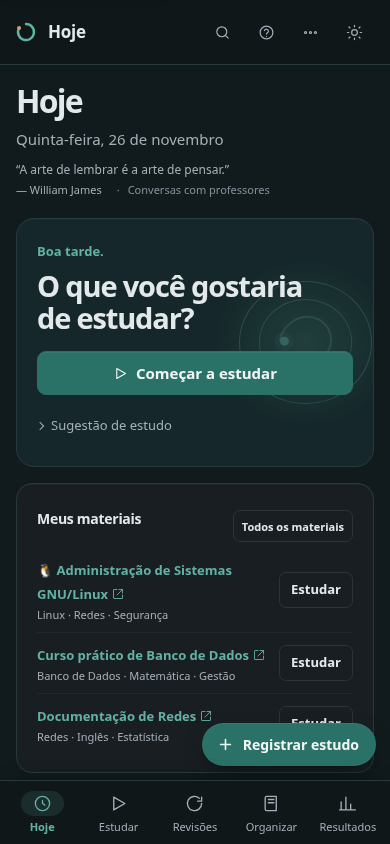 Hoje
Hoje
Quinta-feira, 26 de novembro
“A arte de lembrar é a arte de pensar.”
— William James · Conversas com professores
Boa tarde.
O que você gostaria
de estudar?
Começar a estudar
Sugestão de estudo
Meus materiais
Todos os materiais
Administração de Sistemas
GNU/Linux
Linux · Redes · Segurança
Estudar
Curso prático de Banco de Dados
Banco de Dados · Matemática · Gestão
Estudar
Documentação de Redes
Redes · Inglês · Estatística
Estudar
Registrar estudo
Hoje
Estudar
Revisões
Organizar
Resultados